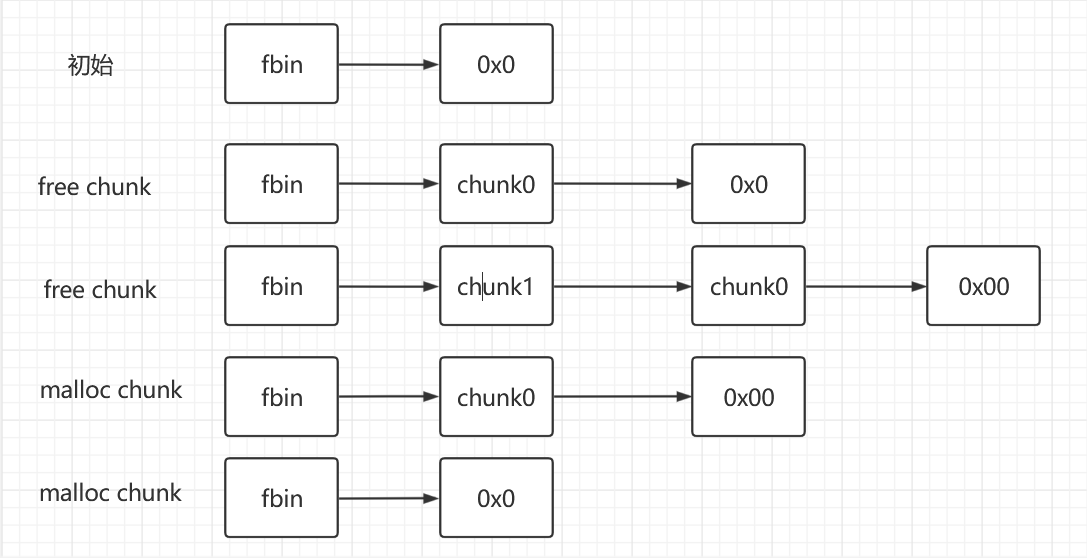 初始 fbin 0x0
free chunk fbin chunk0 0x0
free chunk fbin chunk1 chunk0 0x00
malloc chunk fbin chunk0 0x00
malloc chunk fbin 0x0